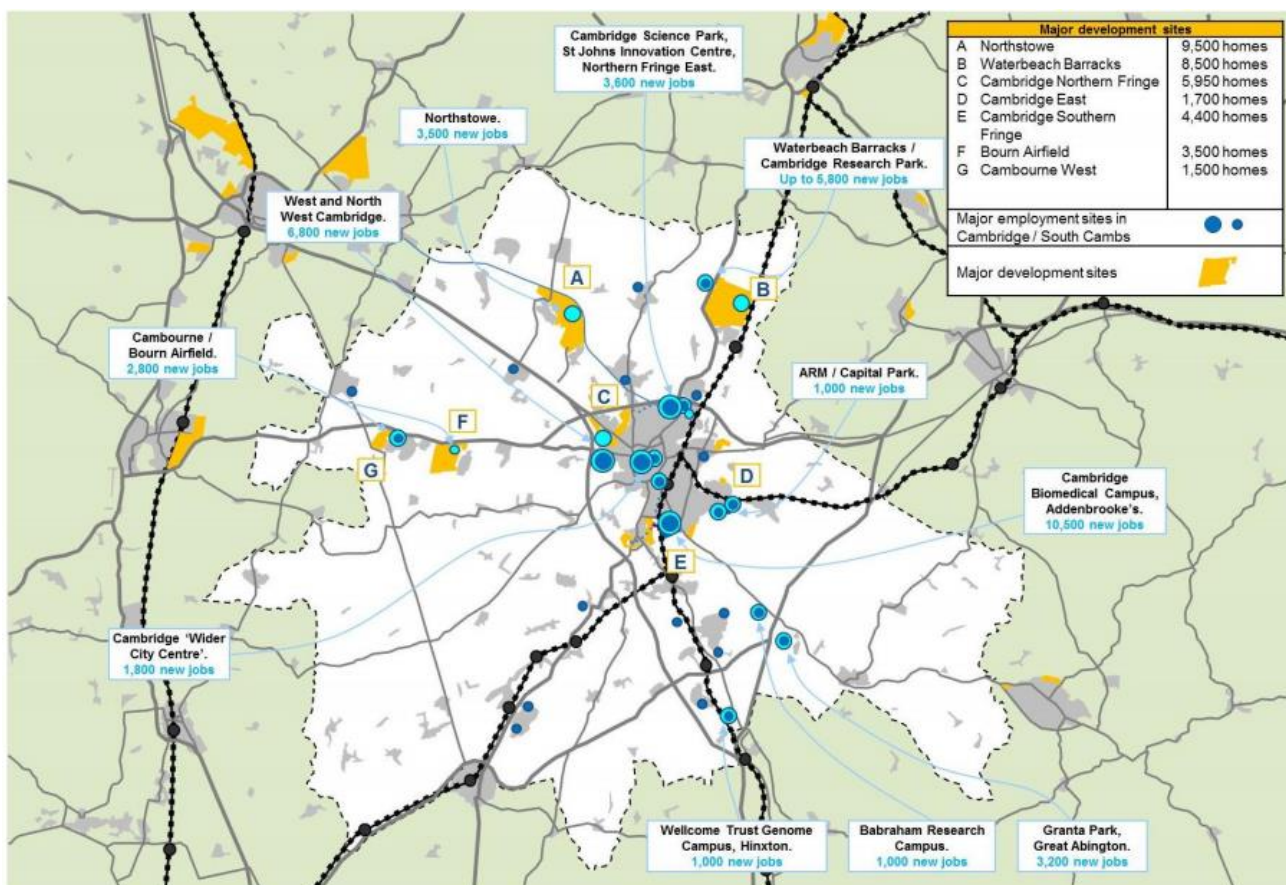 Cambridge Science Park,
St Johns Innovation Centre,
Northern Fringe East.
3,600 new jobs
Major development sites
A Northstowe 9,500 homes
B Waterbeach Barracks 8,500 homes
C Cambridge Northern Fringe 5,950 homes
D Cambridge East 1,700 homes
E Cambridge Southern Fringe 4,400 homes
F Bourn Airfield 3,500 homes
G Cambourne West 1,500 homes
Major employment sites in
Cambridge / South Cambs
Major development sites
Northstowe.
3,500 new jobs
Waterbeach Barracks /
Cambridge Research Park.
Up to 5,800 new jobs
West and North
West Cambridge.
6,800 new jobs
A
B
Cambourne /
Bourn Airfield.
2,800 new jobs
ARM / Capital Park.
1,000 new jobs
C
F
G
D
Cambridge
Biomedical Campus,
Addenbrooke's.
10,500 new jobs
E
Cambridge 'Wider
City Centre'.
1,800 new jobs
Wellcome Trust Genome
Campus, Hinxton.
1,000 new jobs
Babraham Research
Campus.
1,000 new jobs
Granta Park,
Great Abington.
3,200 new jobs